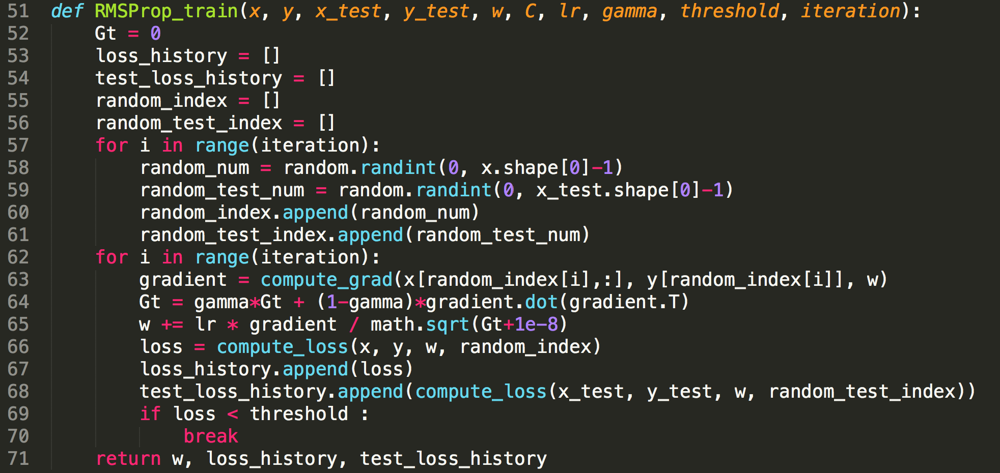 51 def RMSProp_train(x, y, x_test, y_test, w, C, lr, gamma, threshold, iteration):
52     Gt = 0
53     loss_history = []
54     test_loss_history = []
55     random_index = []
56     random_test_index = []
57     for i in range(iteration):
58         random_num = random.randint(0, x.shape[0]-1)
59         random_test_num = random.randint(0, x_test.shape[0]-1)
60         random_index.append(random_num)
61         random_test_index.append(random_test_num)
62     for i in range(iteration):
63         gradient = compute_grad(x[random_index[i],:], y[random_index[i]], w)
64         Gt = gamma*Gt + (1-gamma)*gradient.dot(gradient.T)
65         w += lr * gradient / math.sqrt(Gt+1e-8)
66         loss = compute_loss(x, y, w, random_index)
67         loss_history.append(loss)
68         test_loss_history.append(compute_loss(x_test, y_test, w, random_test_index))
69         if loss < threshold :
70             break
71     return w, loss_history, test_loss_history